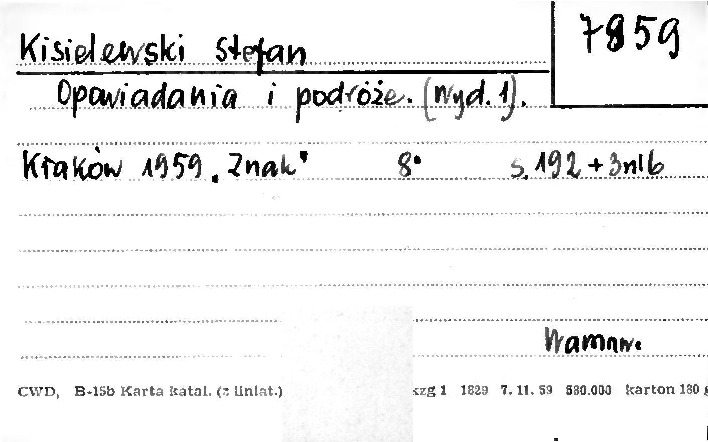 7859
Kisielewski Stefan
Opowiadania i podróże. (Wyd. 1).
Kraków 1959 „Znak" 8° s. 192 + 3nlb
CWD, B-15b Karta katal. (z liniat.) kzg 1 1829 7. 11. 59 580.000 karton 180 g